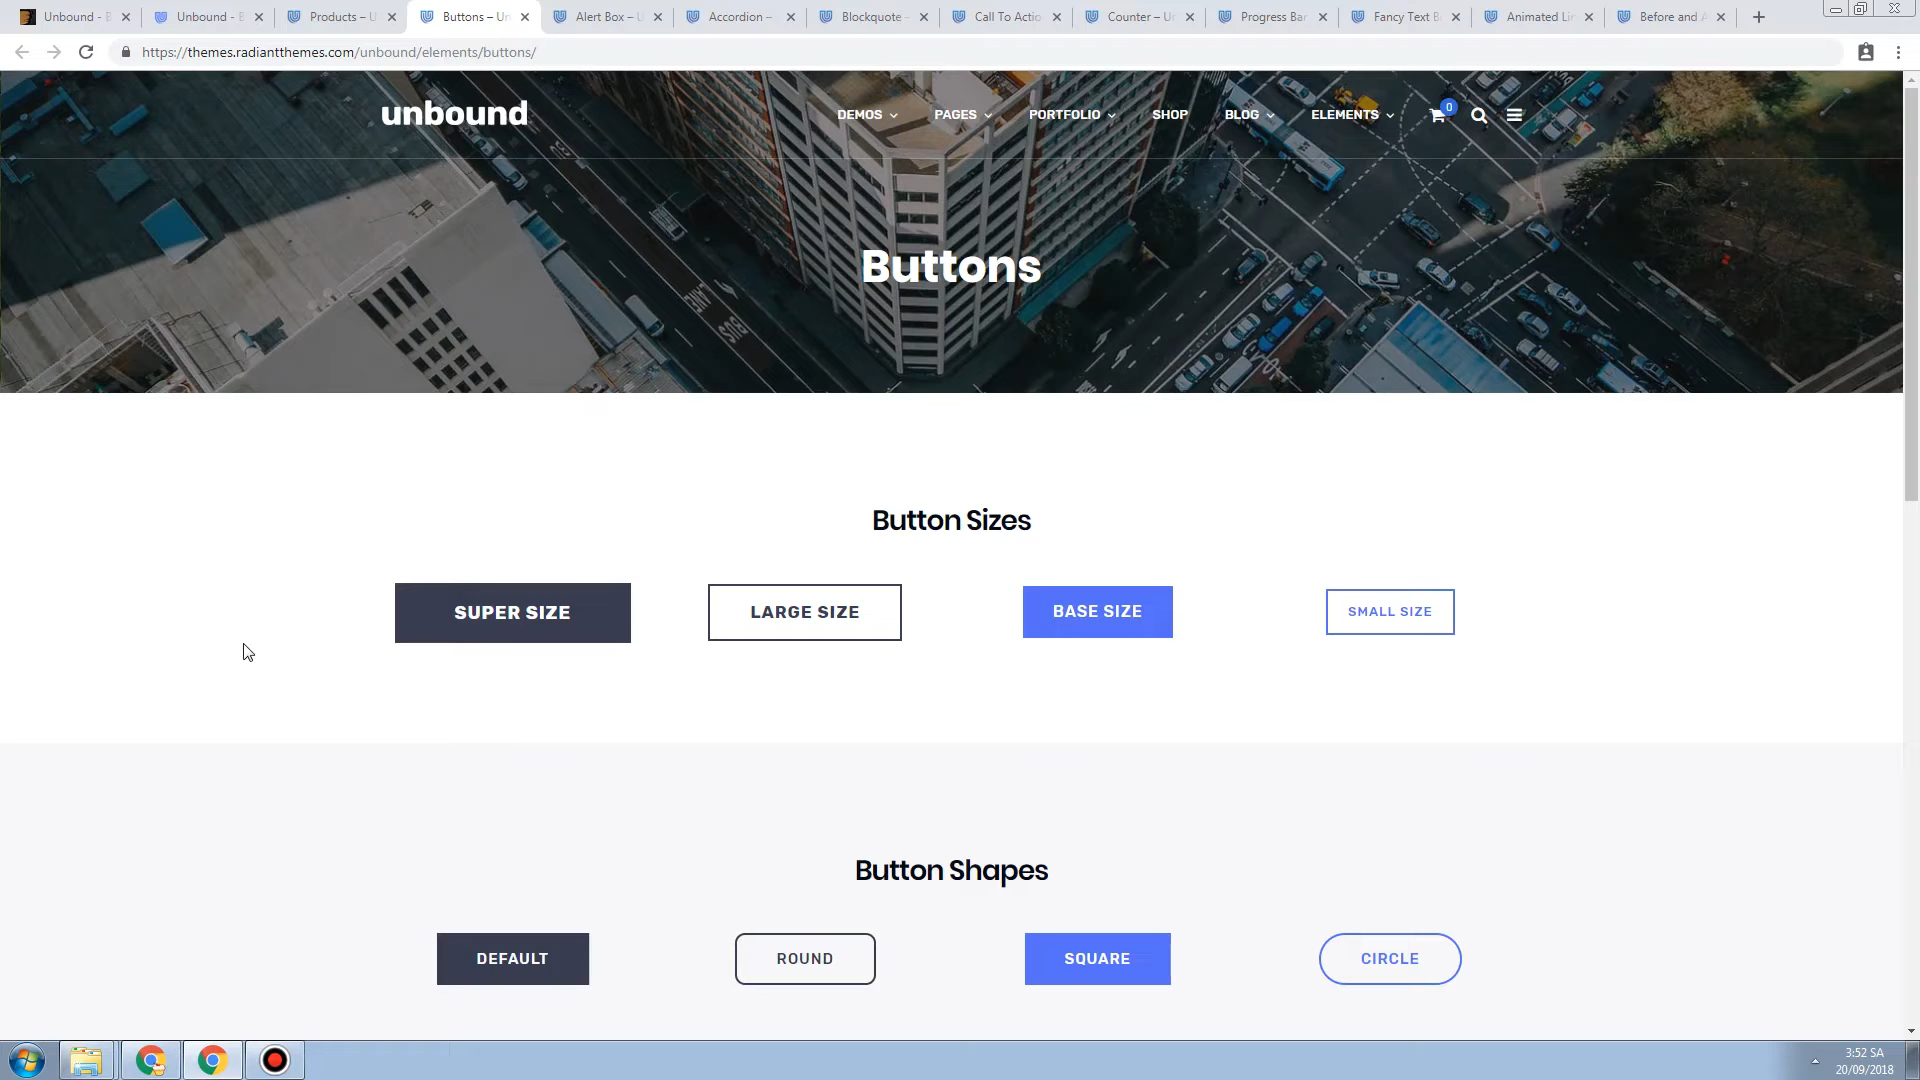 Unbound - B
Unbound - B
Products – U
Buttons – Un
Alert Box – U
Accordion –
Blockquote –
Call To Actio
Counter – Un
Progress Bar
Fancy Text B
Animated Lin
Before and A
https://themes.radiantthemes.com/unbound/elements/buttons/
unbound
DEMOS
PAGES
PORTFOLIO
SHOP
BLOG
ELEMENTS
0
Buttons
Button Sizes
SUPER SIZE
LARGE SIZE
BASE SIZE
SMALL SIZE
Button Shapes
DEFAULT
ROUND
SQUARE
CIRCLE
3:52 SA
20/09/2018